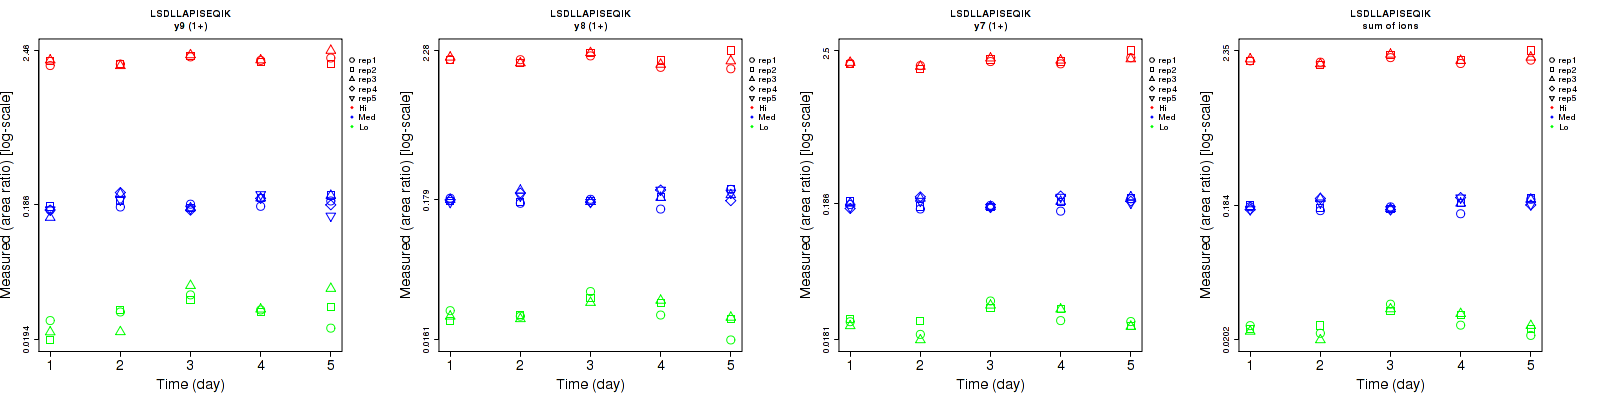 LSDLLAPISEQIK
y9 (1+)
Measured (area ratio) [log-scale]
2.46
0.186
0.0194
1 2 3 4 5
Time (day)
rep1
rep2
rep3
rep4
rep5
Hi
Med
Lo
LSDLLAPISEQIK
y8 (1+)
Measured (area ratio) [log-scale]
2.28
0.179
0.0161
1 2 3 4 5
Time (day)
rep1
rep2
rep3
rep4
rep5
Hi
Med
Lo
LSDLLAPISEQIK
y7 (1+)
Measured (area ratio) [log-scale]
2.5
0.186
0.0181
1 2 3 4 5
Time (day)
rep1
rep2
rep3
rep4
rep5
Hi
Med
Lo
LSDLLAPISEQIK
sum of ions
Measured (area ratio) [log-scale]
2.35
0.184
0.0202
1 2 3 4 5
Time (day)
rep1
rep2
rep3
rep4
rep5
Hi
Med
Lo